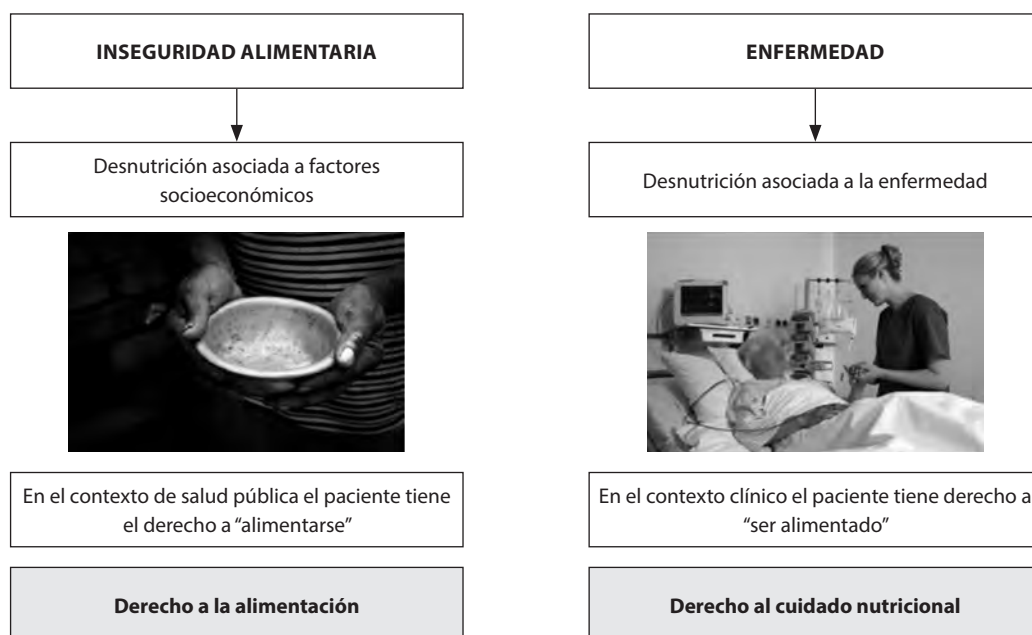 INSEGURIDAD ALIMENTARIA
Desnutrición asociada a factores
socioeconómicos
En el contexto de salud pública el paciente tiene
el derecho a “alimentarse”
Derecho a la alimentación
ENFERMEDAD
Desnutrición asociada a la enfermedad
En el contexto clínico el paciente tiene derecho a
“ser alimentado”
Derecho al cuidado nutricional